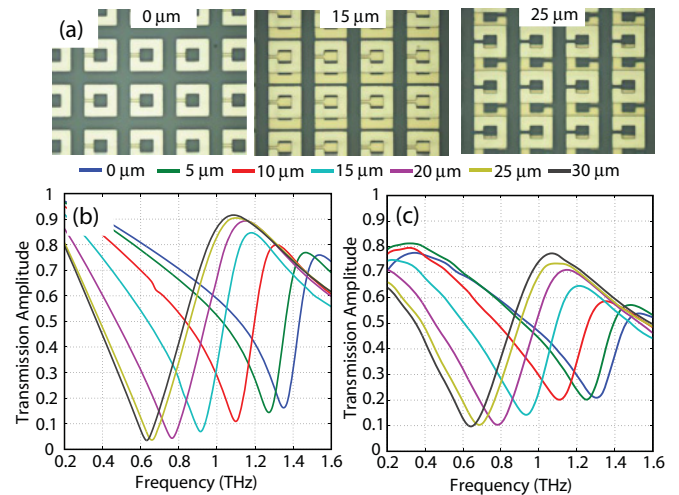 (a)
0 μm
15 μm
25 μm
0 μm 5 μm 10 μm 15 μm 20 μm 25 μm 30 μm
(b)
1
0.9
0.8
0.7
0.6
0.5
0.4
0.3
0.2
0.1
0
Transmission Amplitude
0.2 0.4 0.6 0.8 1 1.2 1.4 1.6
Frequency (THz)
(c)
1
0.9
0.8
0.7
0.6
0.5
0.4
0.3
0.2
0.1
0
Transmission Amplitude
0.2 0.4 0.6 0.8 1 1.2 1.4 1.6
Frequency (THz)